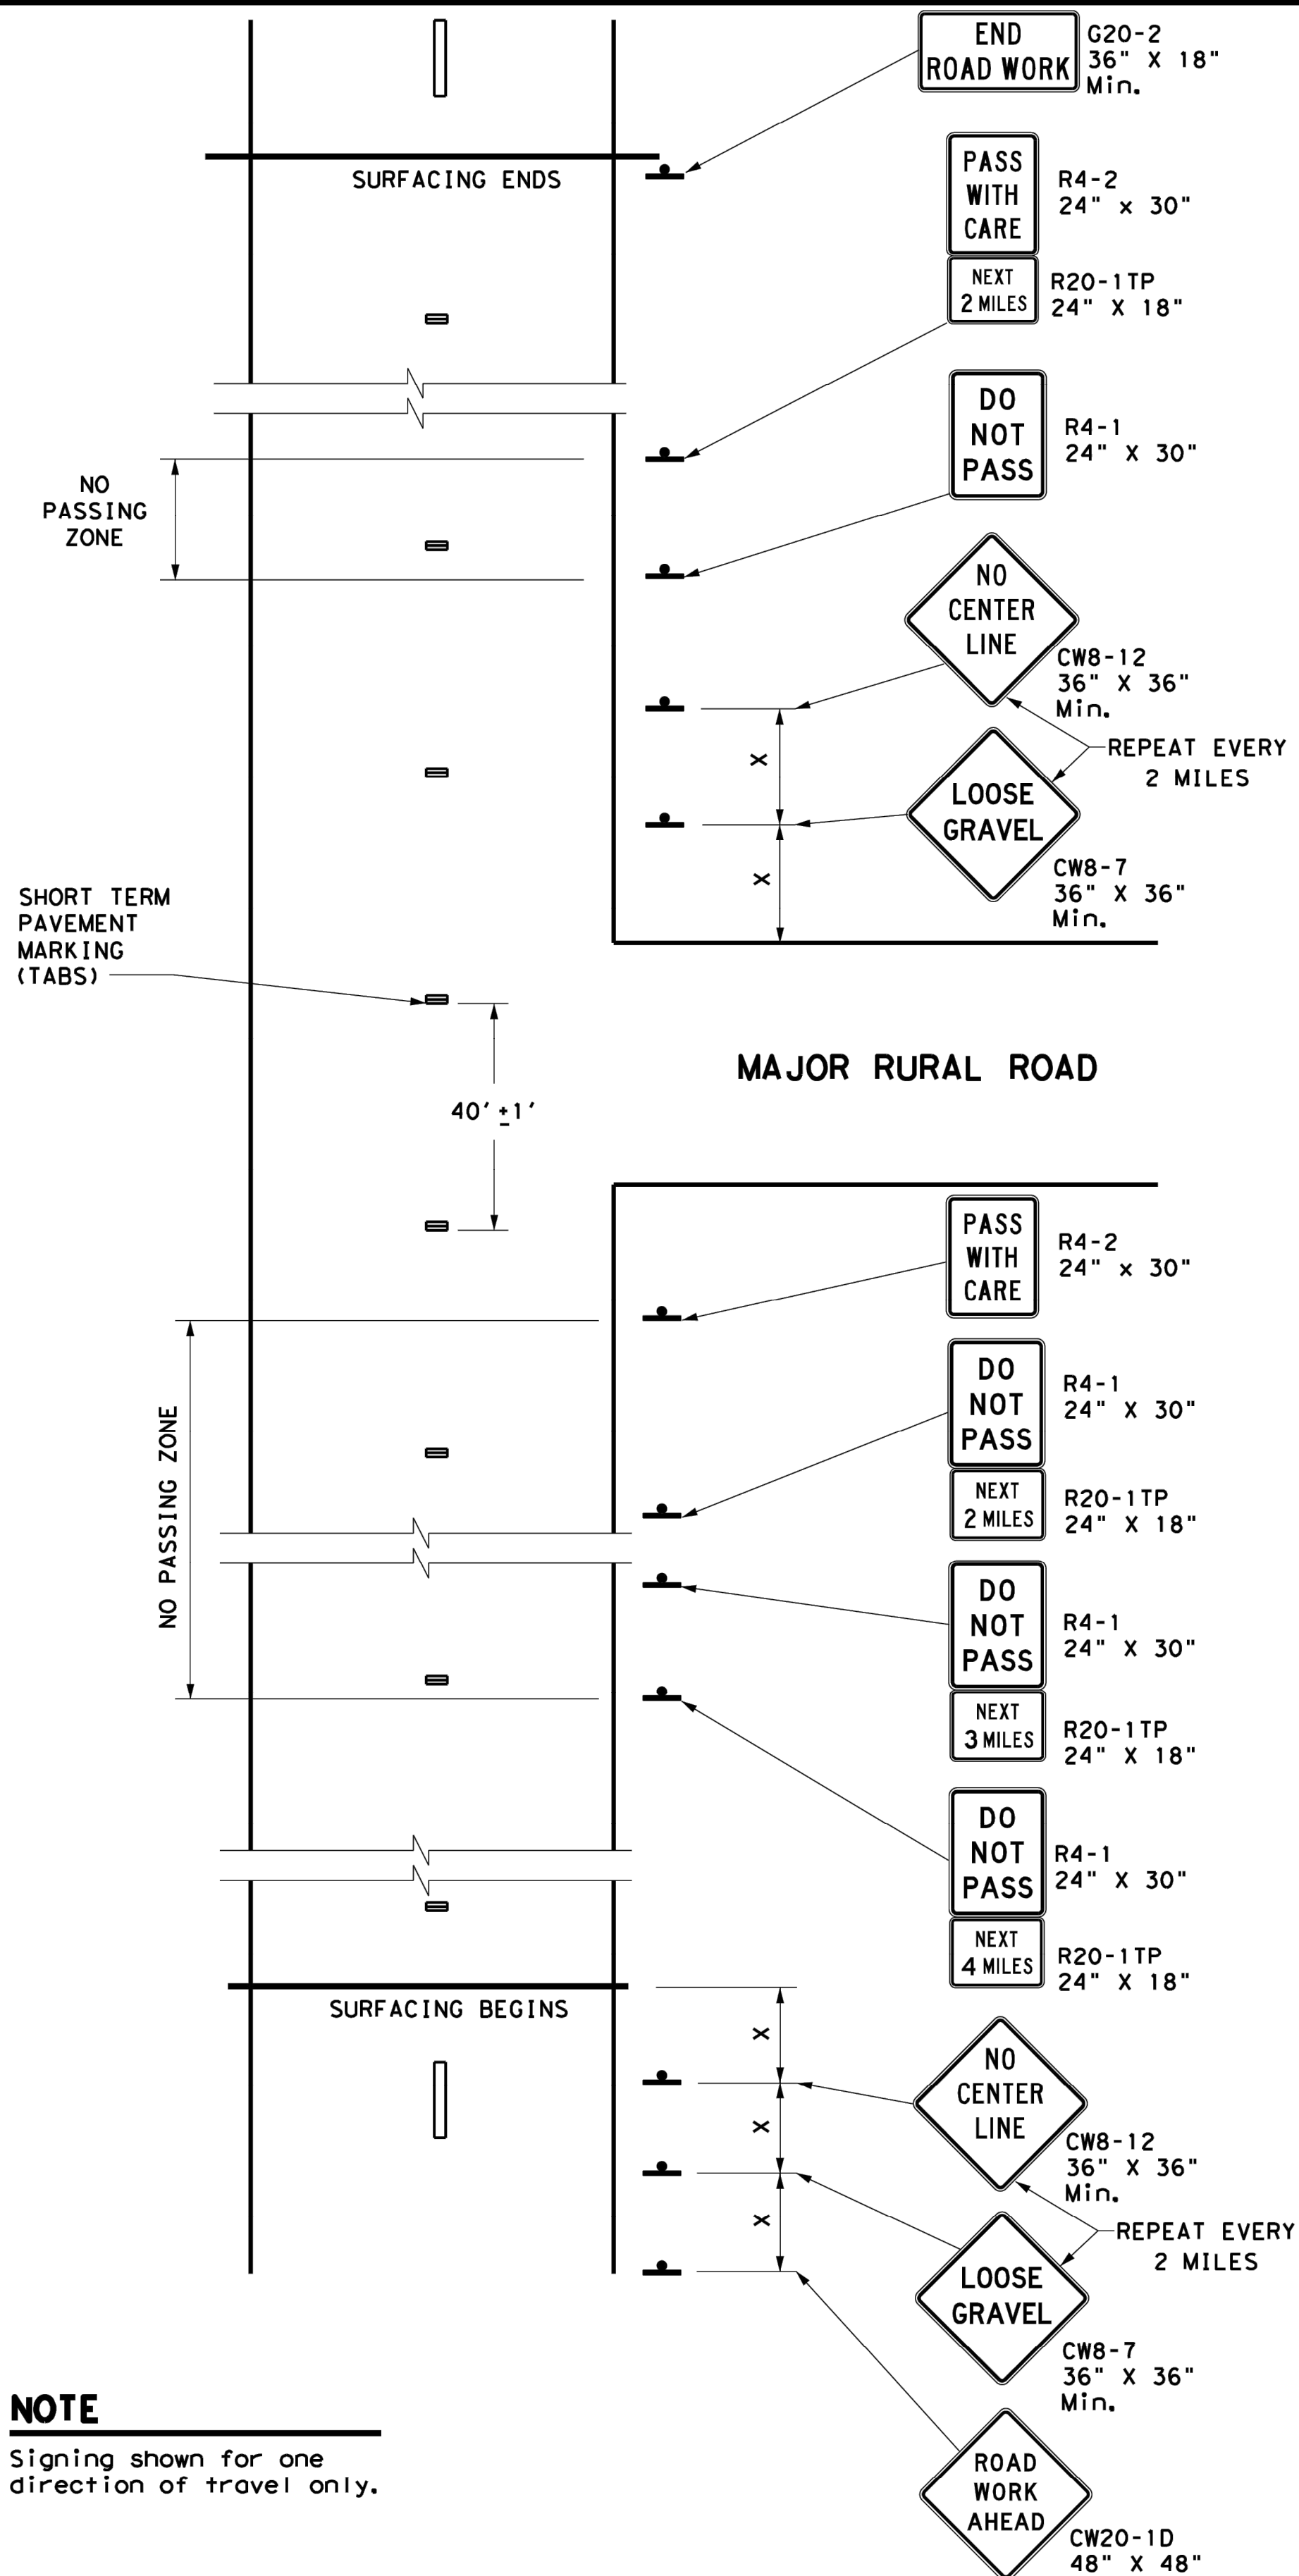 END
ROAD WORK
G20-2
36" X 18"
Min.
SURFACING ENDS
PASS
WITH
CARE
R4-2
24" x 30"
NEXT
2 MILES
R20-1TP
24" X 18"
DO
NOT
PASS
R4-1
24" X 30"
NO
PASSING
ZONE
NO
CENTER
LINE
CW8-12
36" X 36"
Min.
REPEAT EVERY
2 MILES
X
LOOSE
GRAVEL
CW8-7
36" X 36"
Min.
X
SHORT TERM
PAVEMENT
MARKING
(TABS)
MAJOR RURAL ROAD
40' ±1'
PASS
WITH
CARE
R4-2
24" x 30"
DO
NOT
PASS
R4-1
24" X 30"
NEXT
2 MILES
R20-1TP
24" X 18"
NO PASSING ZONE
DO
NOT
PASS
R4-1
24" X 30"
NEXT
3 MILES
R20-1TP
24" X 18"
DO
NOT
PASS
R4-1
24" X 30"
NEXT
4 MILES
R20-1TP
24" X 18"
SURFACING BEGINS
X
NO
CENTER
LINE
CW8-12
36" X 36"
Min.
X
REPEAT EVERY
2 MILES
X
LOOSE
GRAVEL
CW8-7
36" X 36"
Min.
ROAD
WORK
AHEAD
CW20-1D
48" X 48"
NOTE
Signing shown for one
direction of travel only.